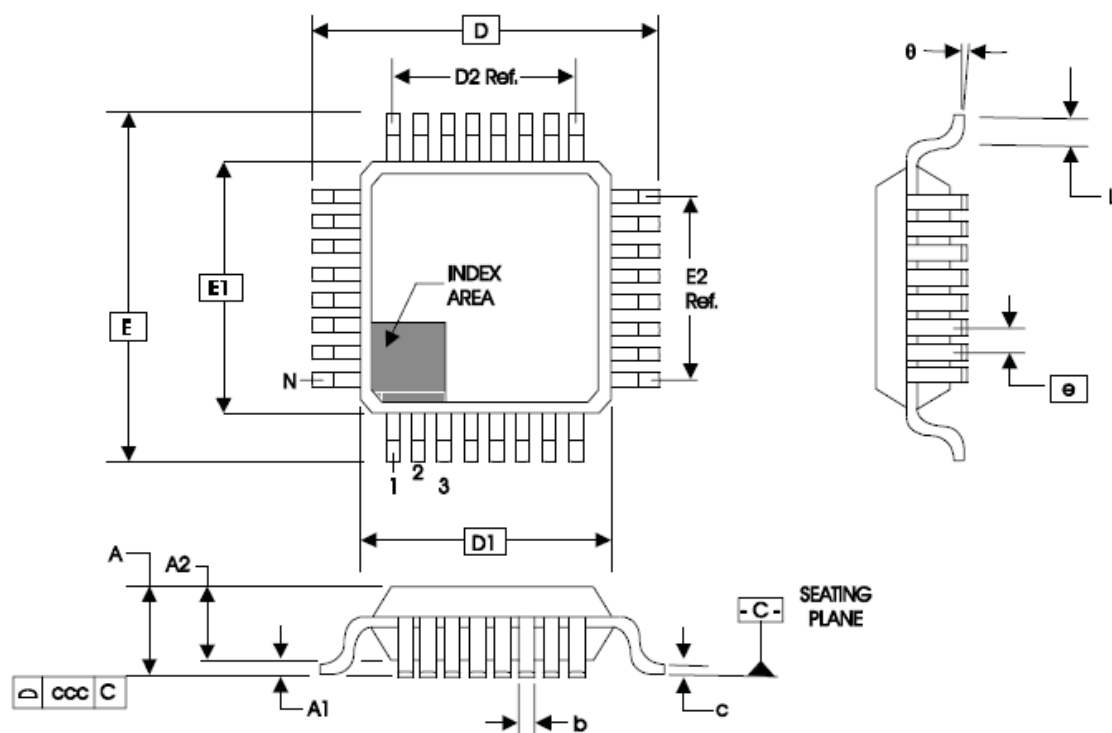 D
θ
D2 Ref.
L
E1
INDEX
AREA
E2
Ref.
E
N
e
1
2
3
D1
A
A2
-C-
SEATING
PLANE
ccc C
A1
b
c